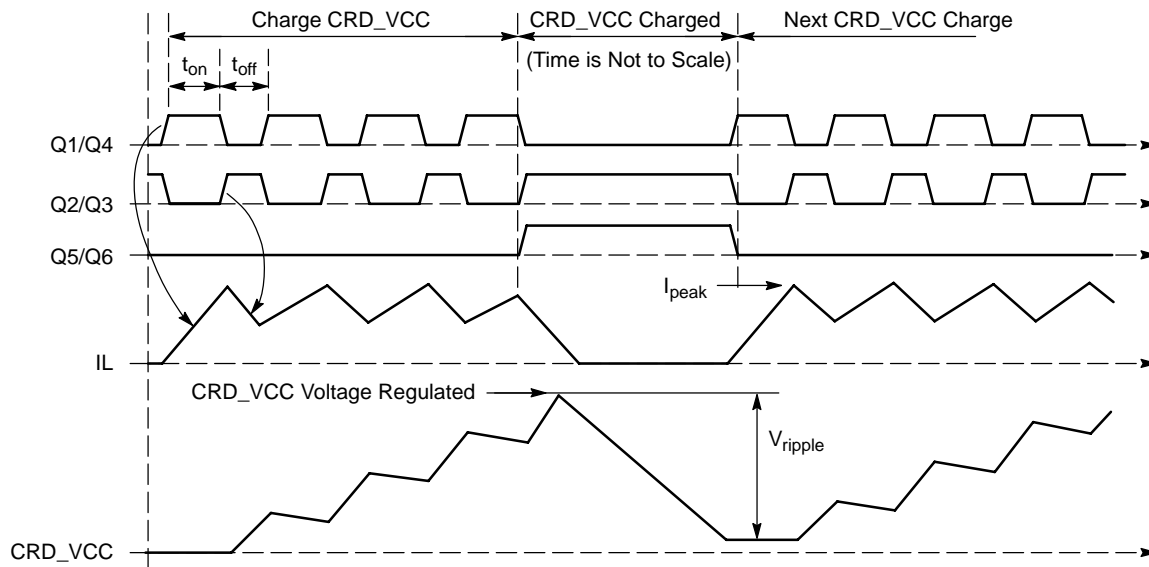 Charge CRD_VCC
CRD_VCC Charged
Next CRD_VCC Charge
(Time is Not to Scale)
ton
toff
Q1/Q4
Q2/Q3
Q5/Q6
Ipeak
IL
CRD_VCC Voltage Regulated
Vripple
CRD_VCC